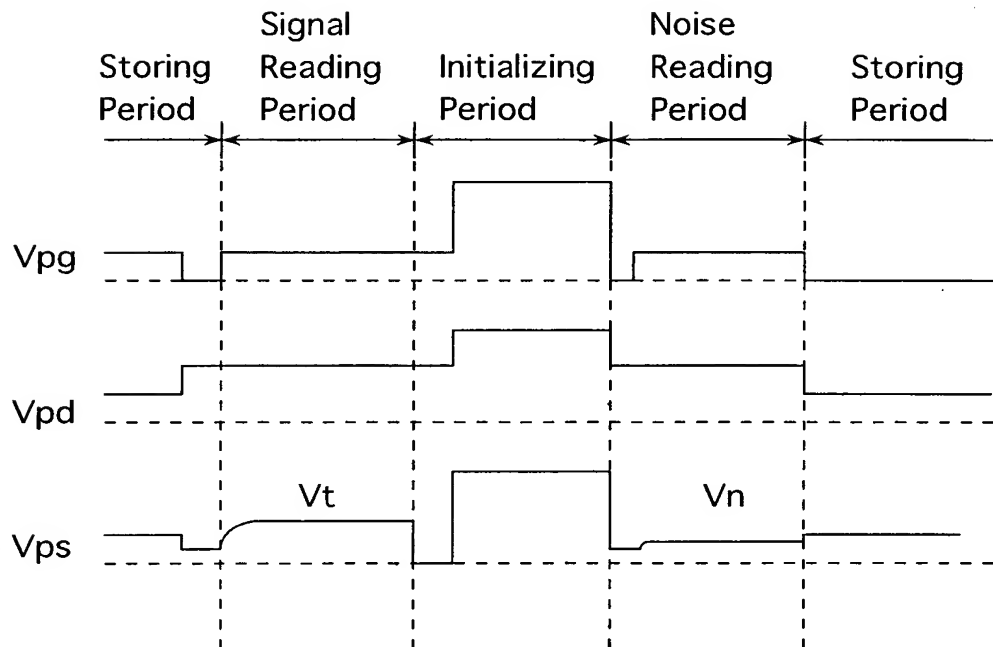 Storing
Period
Signal
Reading
Period
Initializing
Period
Noise
Reading
Period
Storing
Period
Vpg
Vpd
Vps
Vt
Vn